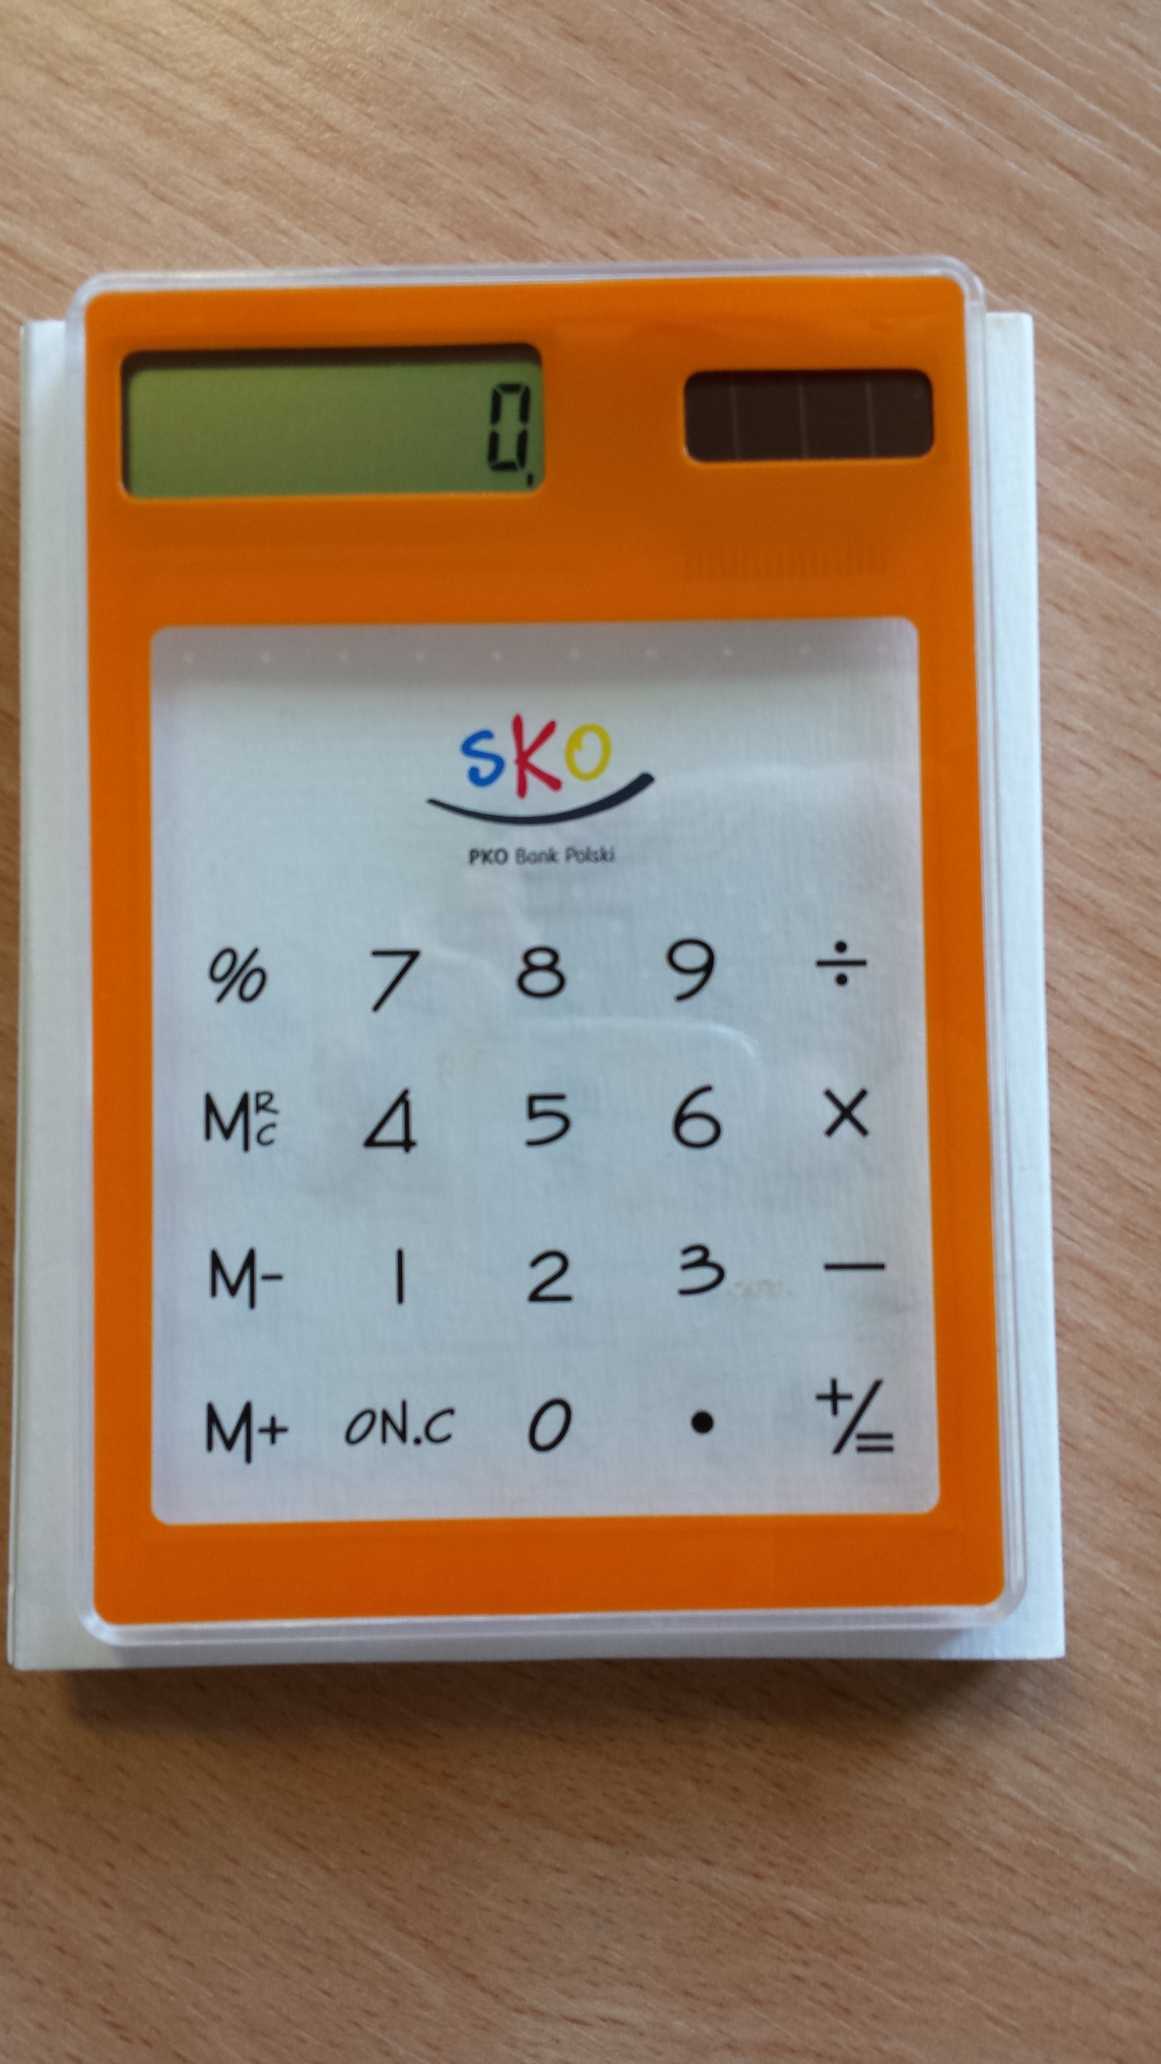 0.
sKo
PKO Bank Polski
% 7 8 9 ÷
MRC 4 5 6 X
M- 1 2 3 −
M+ ON.C 0 • +/=